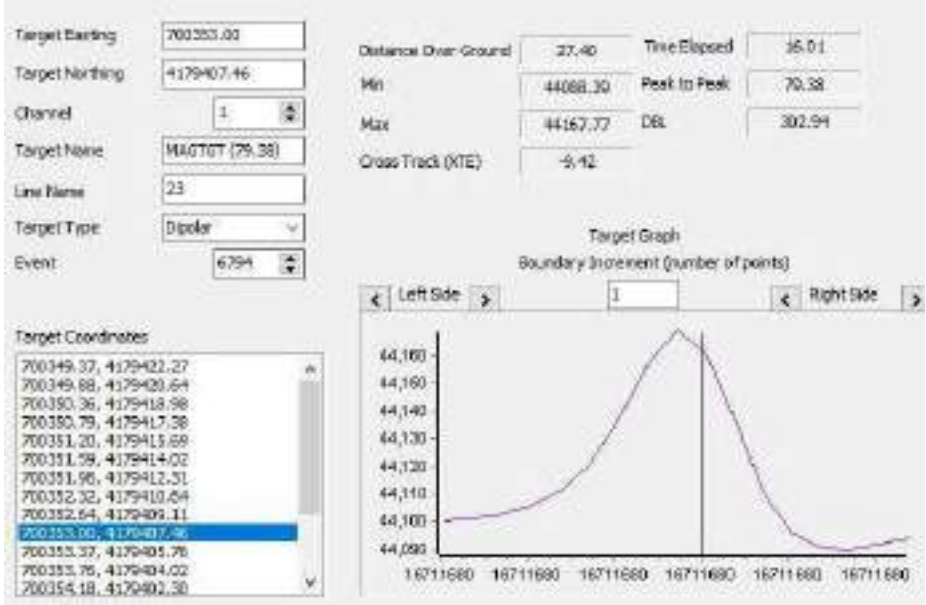 Target Easting 700353.00
Target Northing 4179407.46
Channel 1
Target Name MAGTGT (79.38)
Line Name 23
Target Type Dipolar
Event 6794
Distance Over Ground 27.40 Time Elapsed 16.01
Min 44088.39 Peak to Peak 79.38
Max 44167.77 DBL 302.94
Cross Track (XTE) -9.42
Target Graph
Boundary Increment (number of points)
< Left Side > 1 < Right Side >
Target Coordinates
700349.37, 4179422.27
700349.88, 4179420.64
700350.36, 4179418.98
700350.79, 4179417.38
700351.20, 4179415.69
700351.59, 4179414.02
700351.96, 4179412.31
700352.32, 4179410.64
700352.64, 4179409.11
700353.00, 4179407.46
700353.37, 4179405.76
700353.76, 4179404.02
700354.18, 4179402.30
44,160
44,140
44,130
44,120
44,110
44,100
44,090
16711680 16711680 16711680 16711680 16711680 16711680